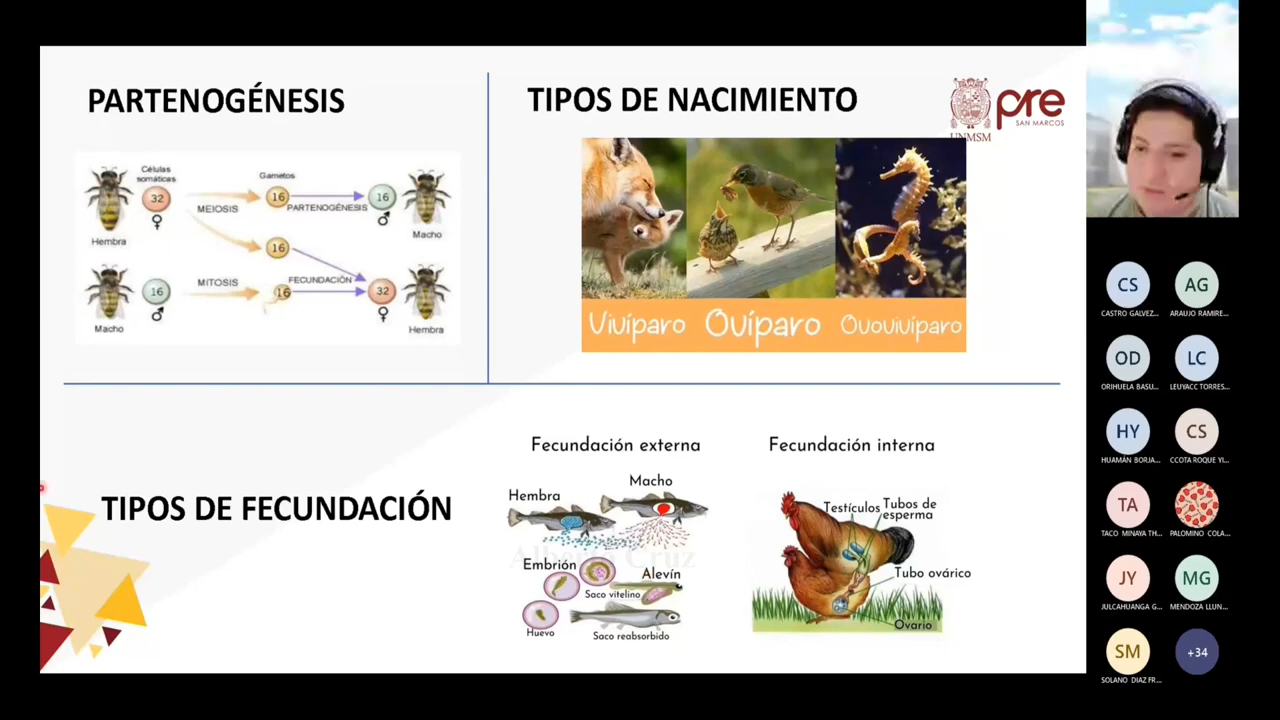 PARTENOGÉNESIS
Células
somáticas
32
♀
Hembra
MEIOSIS
Gametos
16
PARTENOGÉNESIS
16
♂
Macho
16
16
♂
Macho
MITOSIS
16
FECUNDACIÓN
32
♀
Hembra
TIPOS DE NACIMIENTO
UNMSM
pre
SAN MARCOS
Vivíparo
Ovíparo
Ovovivíparo
TIPOS DE FECUNDACIÓN
Fecundación externa
Hembra
Macho
Alberto Cruz
Embrión
Alevín
Saco vitelino
Huevo
Saco reabsorbido
Fecundación interna
Testículos
Tubos de
esperma
Tubo ovárico
Ovario
CS
CASTRO GALVEZ...
AG
ARAUJO RAMIRE...
OD
ORIHUELA BASU...
LC
LEUYACC TORRES...
HY
HUAMÁN BORJA...
CS
CCOTA ROQUE YI...
TA
TACO MINAYA TH...
PALOMINO COLA...
JY
JULCAHUANGA G...
MG
MENDOZA LLUN...
SM
SOLANO DIAZ FR...
+34